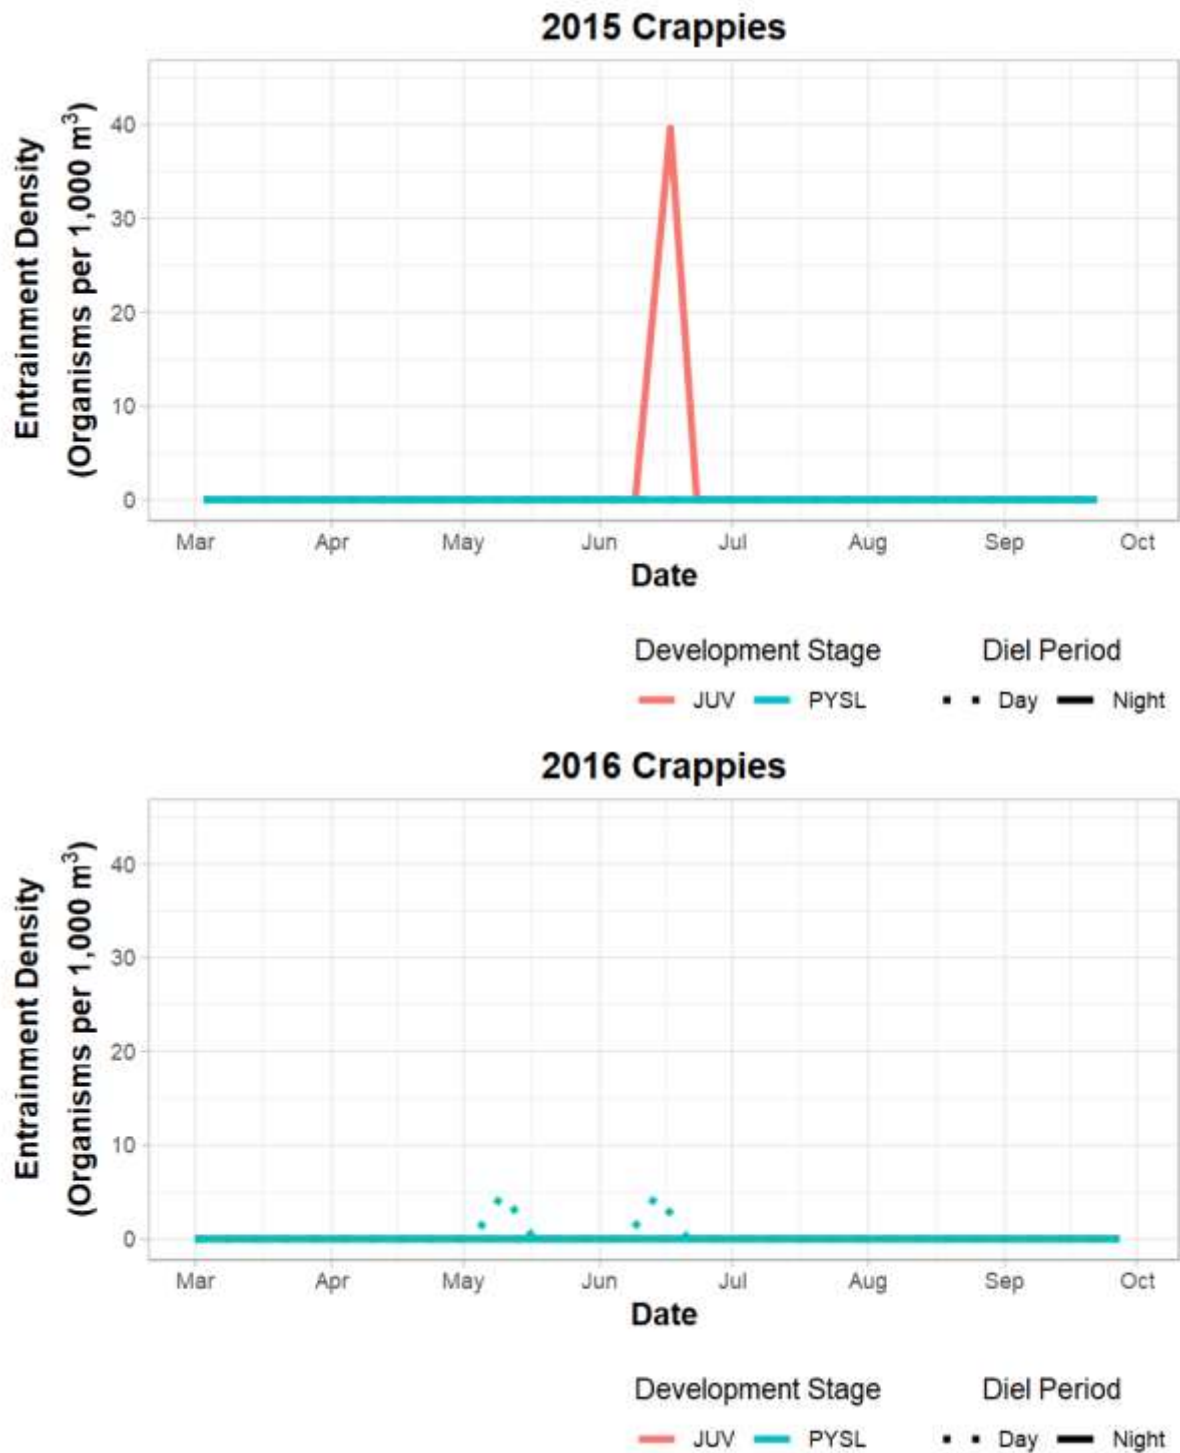 2015 Crappies
Entrainment Density
(Organisms per 1,000 m³)
40
30
20
10
0
Mar Apr May Jun Jul Aug Sep Oct
Date
Development Stage Diel Period
JUV PYSL Day Night
2016 Crappies
Entrainment Density
(Organisms per 1,000 m³)
40
30
20
10
0
Mar Apr May Jun Jul Aug Sep Oct
Date
Development Stage Diel Period
JUV PYSL Day Night